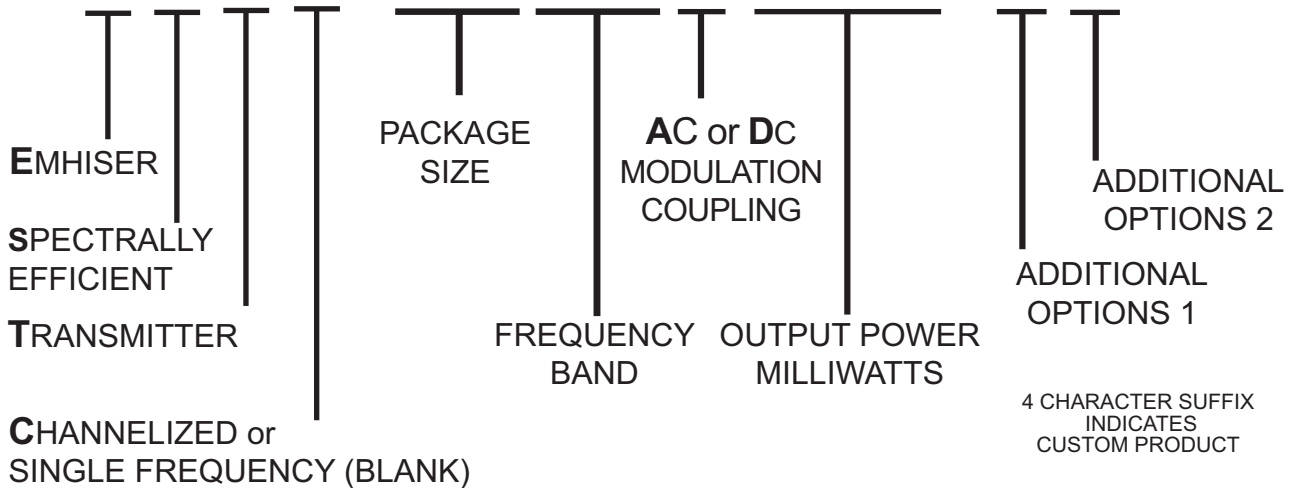 EMHISER
SPECTRALLY
EFFICIENT
TRANSMITTER
CHANNELIZED or
SINGLE FREQUENCY (BLANK)
PACKAGE
SIZE
FREQUENCY
BAND
AC or DC
MODULATION
COUPLING
OUTPUT POWER
MILLIWATTS
ADDITIONAL
OPTIONS 1
ADDITIONAL
OPTIONS 2
4 CHARACTER SUFFIX
INDICATES
CUSTOM PRODUCT